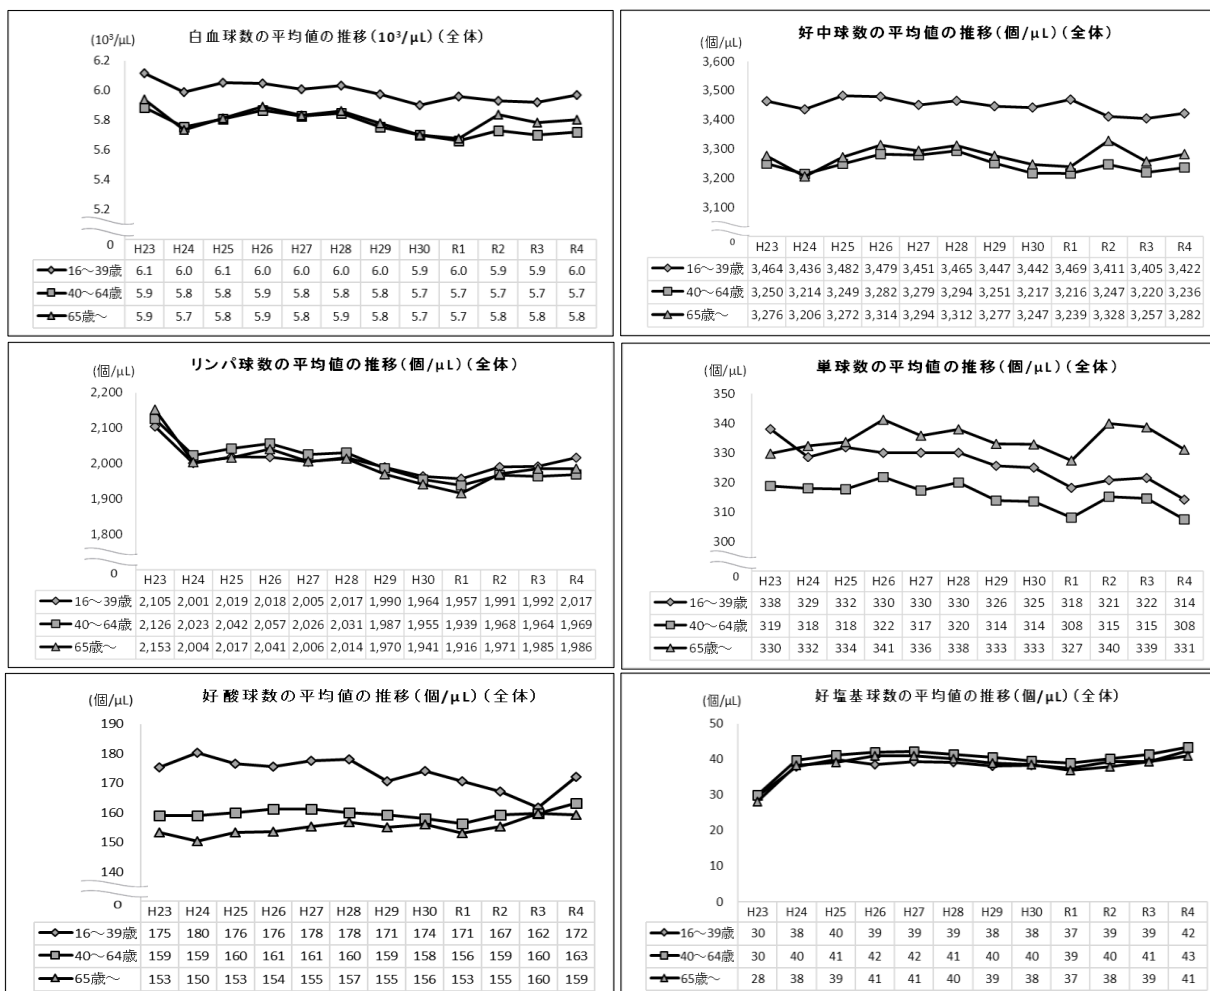 白血球数の平均値の推移(10³/μL)(全体)
(10³/μL)
6.2
6.0
5.8
5.6
5.4
5.2
0
H23 H24 H25 H26 H27 H28 H29 H30 R1 R2 R3 R4
16～39歳 6.1 6.0 6.1 6.0 6.0 6.0 6.0 5.9 6.0 5.9 5.9 6.0
40～64歳 5.9 5.8 5.8 5.9 5.8 5.8 5.8 5.7 5.7 5.7 5.7 5.7
65歳～ 5.9 5.7 5.8 5.9 5.8 5.9 5.8 5.7 5.7 5.8 5.8 5.8
好中球数の平均値の推移(個/μL)(全体)
(個/μL)
3,600
3,500
3,400
3,300
3,200
3,100
0
H23 H24 H25 H26 H27 H28 H29 H30 R1 R2 R3 R4
16～39歳 3,464 3,436 3,482 3,479 3,451 3,465 3,447 3,442 3,469 3,411 3,405 3,422
40～64歳 3,250 3,214 3,249 3,282 3,279 3,294 3,251 3,217 3,216 3,247 3,220 3,236
65歳～ 3,276 3,206 3,272 3,314 3,294 3,312 3,277 3,247 3,239 3,328 3,257 3,282
リンパ球数の平均値の推移(個/μL)(全体)
(個/μL)
2,200
2,100
2,000
1,900
1,800
0
H23 H24 H25 H26 H27 H28 H29 H30 R1 R2 R3 R4
16～39歳 2,105 2,001 2,019 2,018 2,005 2,017 1,990 1,964 1,957 1,991 1,992 2,017
40～64歳 2,126 2,023 2,042 2,057 2,026 2,031 1,987 1,955 1,939 1,968 1,964 1,969
65歳～ 2,153 2,004 2,017 2,041 2,006 2,014 1,970 1,941 1,916 1,971 1,985 1,986
単球数の平均値の推移(個/μL)(全体)
(個/μL)
350
340
330
320
310
300
0
H23 H24 H25 H26 H27 H28 H29 H30 R1 R2 R3 R4
16～39歳 338 329 332 330 330 330 326 325 318 321 322 314
40～64歳 319 318 318 322 317 320 314 314 308 315 315 308
65歳～ 330 332 334 341 336 338 333 333 327 340 339 331
好酸球数の平均値の推移(個/μL)(全体)
(個/μL)
190
180
170
160
150
140
0
H23 H24 H25 H26 H27 H28 H29 H30 R1 R2 R3 R4
16～39歳 175 180 176 176 178 178 171 174 171 167 162 172
40～64歳 159 159 160 161 161 160 159 158 156 159 160 163
65歳～ 153 150 153 154 155 157 155 156 153 155 160 159
好塩基球数の平均値の推移(個/μL)(全体)
(個/μL)
50
40
30
20
10
0
H23 H24 H25 H26 H27 H28 H29 H30 R1 R2 R3 R4
16～39歳 30 38 40 39 39 39 38 38 37 39 39 42
40～64歳 30 40 41 42 42 41 40 40 39 40 41 43
65歳～ 28 38 39 41 41 40 39 38 37 38 39 41